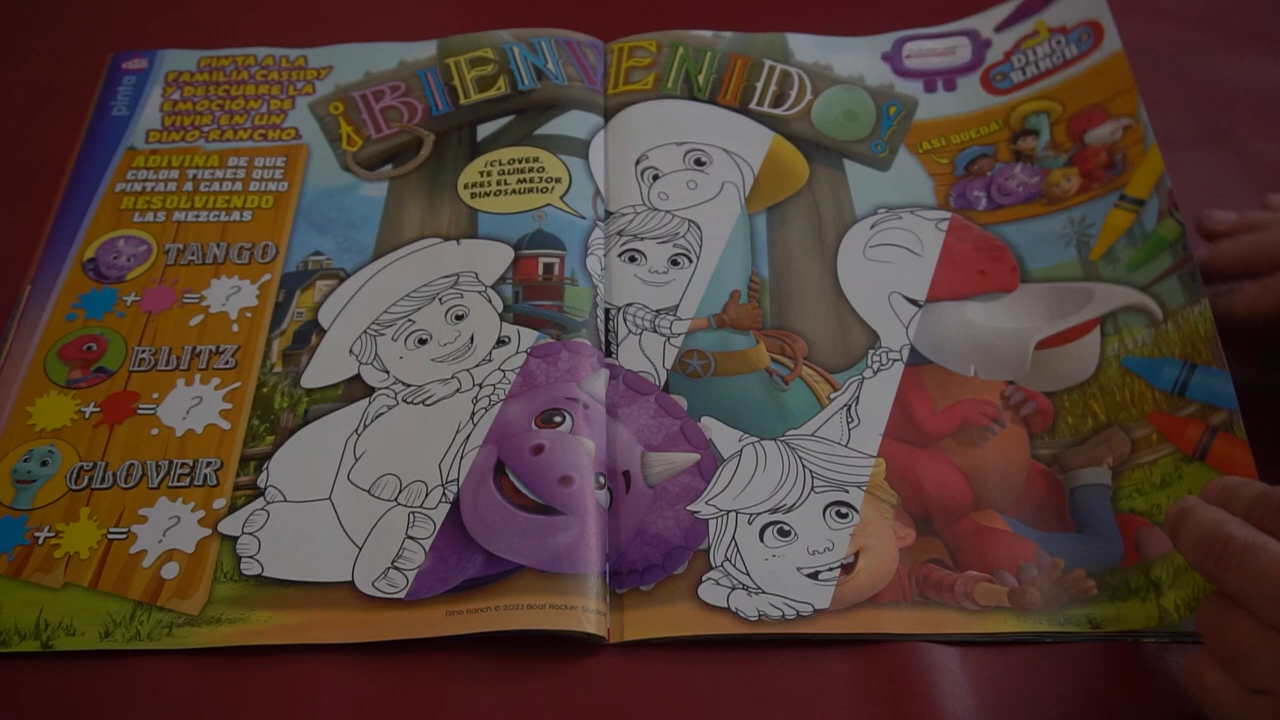 pinta
PINTA A LA
FAMILIA CASSIDY
Y DESCUBRE LA
EMOCIÓN DE
VIVIR EN UN
DINO-RANCHO.
ADIVINA DE QUE
COLOR TIENES QUE
PINTAR A CADA DINO
RESOLVIENDO
LAS MEZCLAS
TANGO
+ = ?
BLITZ
+ = ?
CLOVER
+ = ?
¡BIENVENIDO!
¡CLOVER,
TE QUIERO,
ERES EL MEJOR
DINOSAURIO!
DINO
RANCH
¡ASÍ QUEDA!
Dino Ranch © 2023 Boat Rocker Studios